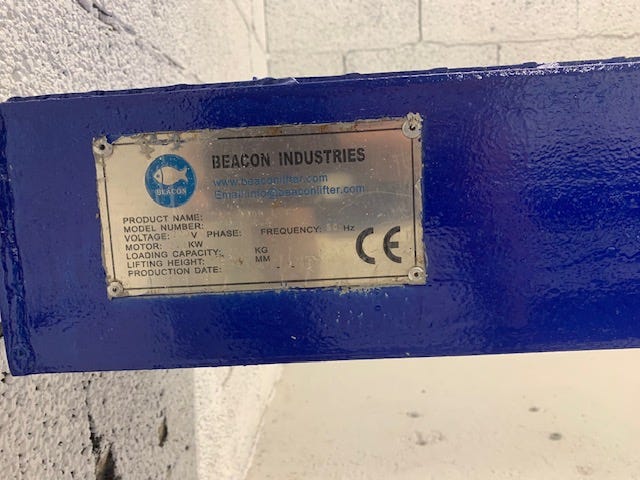 BEACON
BEACON INDUSTRIES
www.beaconlifter.com
Email:info@beaconlifter.com
PRODUCT NAME:
MODEL NUMBER:
VOLTAGE: V PHASE: FREQUENCY: Hz
MOTOR: KW
LOADING CAPACITY: KG
LIFTING HEIGHT: MM
PRODUCTION DATE:
CE